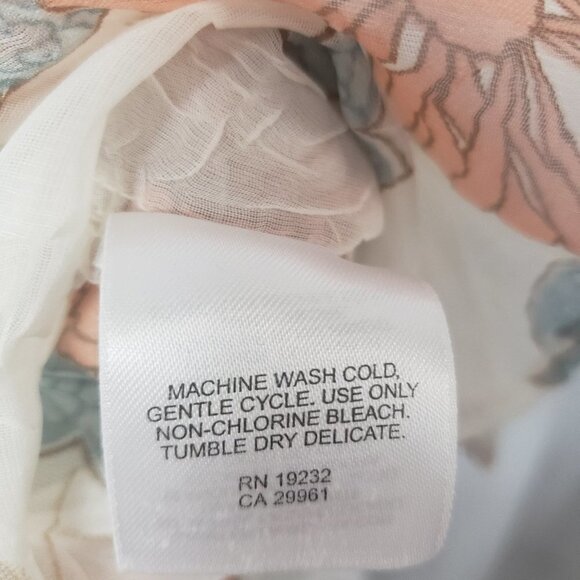 MACHINE WASH COLD,
GENTLE CYCLE. USE ONLY
NON-CHLORINE BLEACH.
TUMBLE DRY DELICATE.
RN 19232
CA 29961